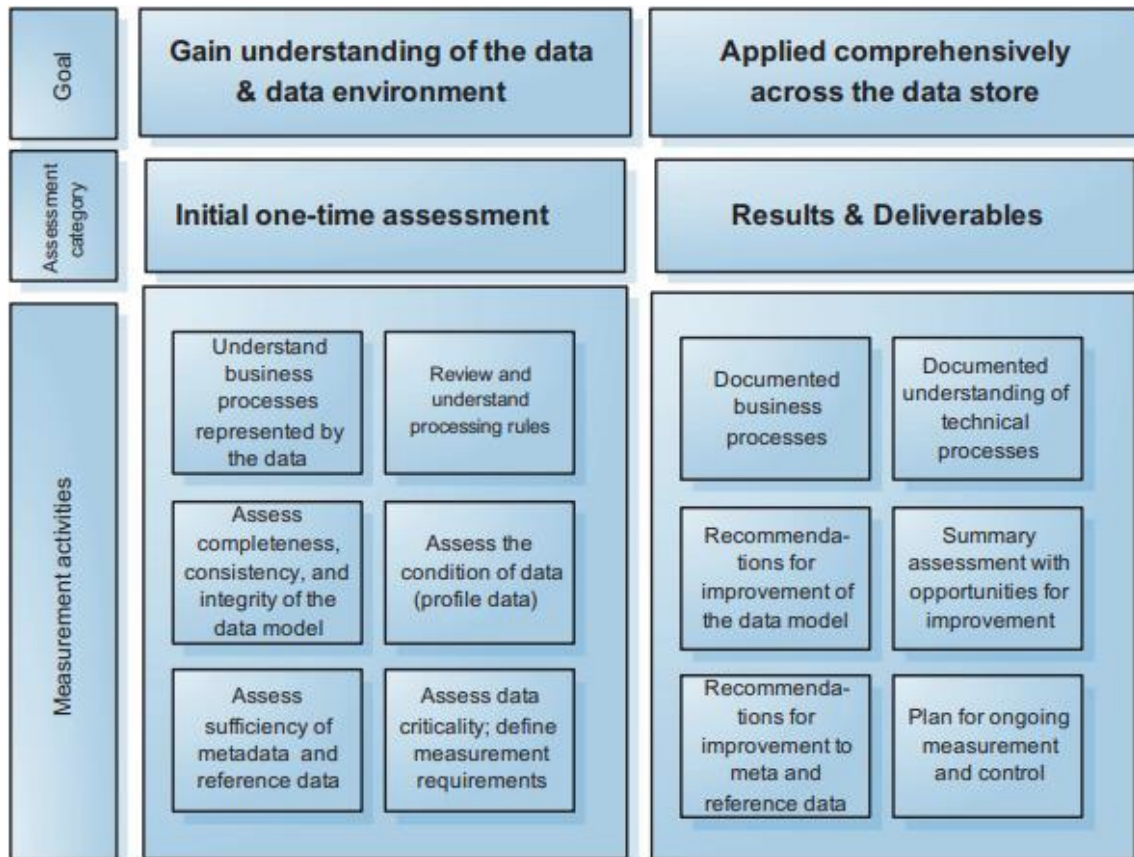 Goal
Gain understanding of the data
& data environment
Applied comprehensively
across the data store
Assessment
category
Initial one-time assessment
Results & Deliverables
Measurement activities
Understand
business
processes
represented by
the data
Review and
understand
processing rules
Documented
business
processes
Documented
understanding of
technical
processes
Assess
completeness,
consistency, and
integrity of the
data model
Assess the
condition of data
(profile data)
Recommenda-
tions for
improvement of
the data model
Summary
assessment with
opportunities for
improvement
Assess
sufficiency of
metadata and
reference data
Assess data
criticality; define
measurement
requirements
Recommenda-
tions for
improvement to
meta and
reference data
Plan for ongoing
measurement
and control